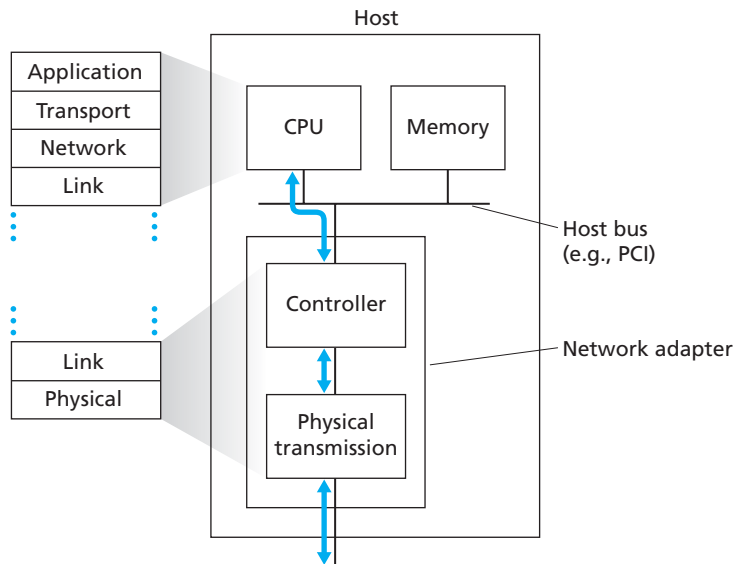 Host
Application
Transport
Network
Link
CPU
Memory
Host bus
(e.g., PCI)
Controller
Network adapter
Link
Physical
Physical
transmission